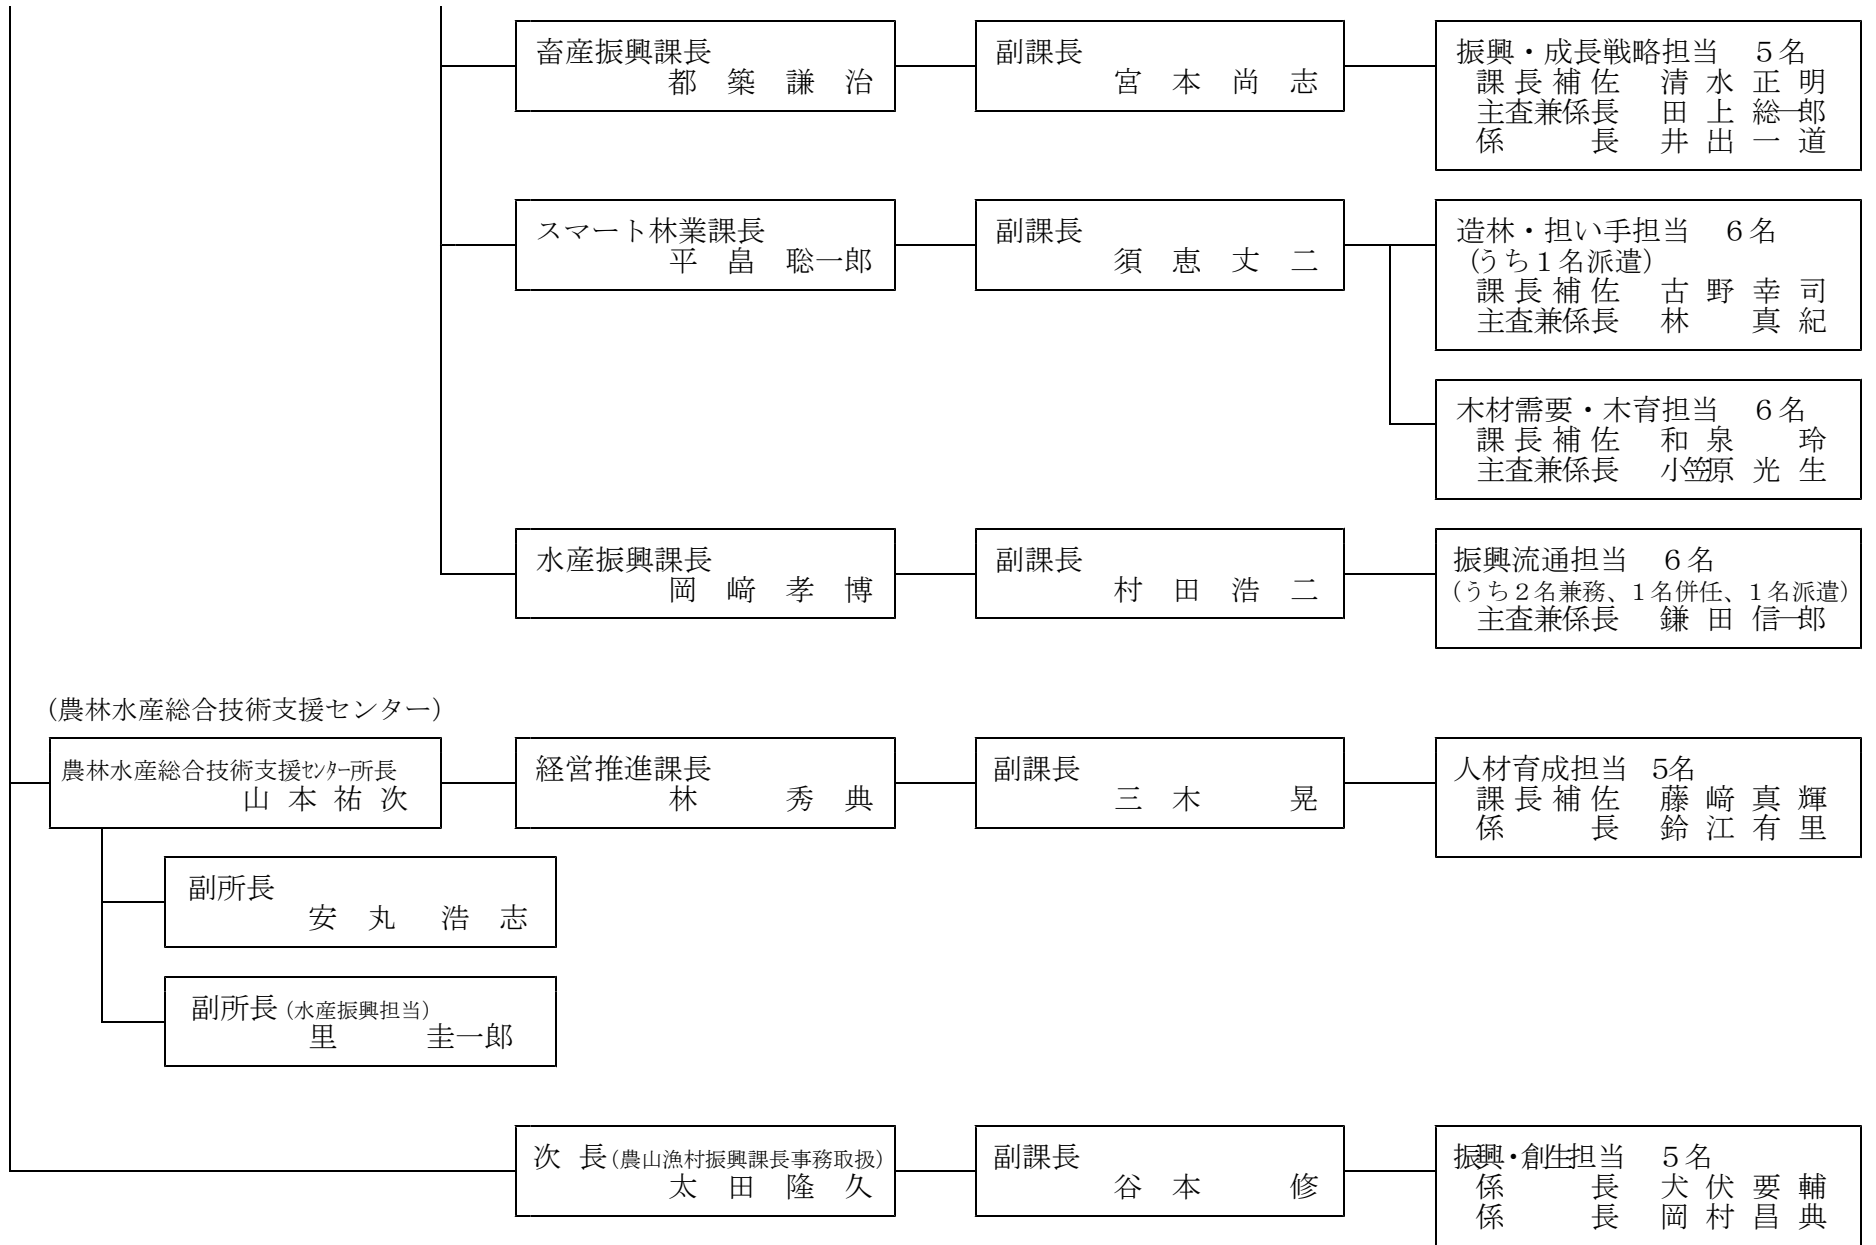 畜産振興課長
都築謙治
副課長
宮本尚志
振興・成長戦略担当 5名
課長補佐 清水正明
主査兼係長 田上総一郎
係長 井出一道
スマート林業課長
平畠聡一郎
副課長
須恵丈二
造林・担い手担当 6名
(うち1名派遣)
課長補佐 古野幸司
主査兼係長 林真紀
木材需要・木育担当 6名
課長補佐 和泉玲
主査兼係長 小笠原光生
水産振興課長
岡﨑孝博
副課長
村田浩二
振興流通担当 6名
(うち2名兼務、1名併任、1名派遣)
主査兼係長 鎌田信一郎
(農林水産総合技術支援センター)
農林水産総合技術支援センター所長
山本祐次
経営推進課長
林秀典
副課長
三木晃
人材育成担当 5名
課長補佐 藤﨑真輝
係長 鈴江有里
副所長
安丸浩志
副所長(水産振興担当)
里圭一郎
次長(農山漁村振興課長事務取扱)
太田隆久
副課長
谷本修
振興・創生担当 5名
係長 犬伏要輔
係長 岡村昌典